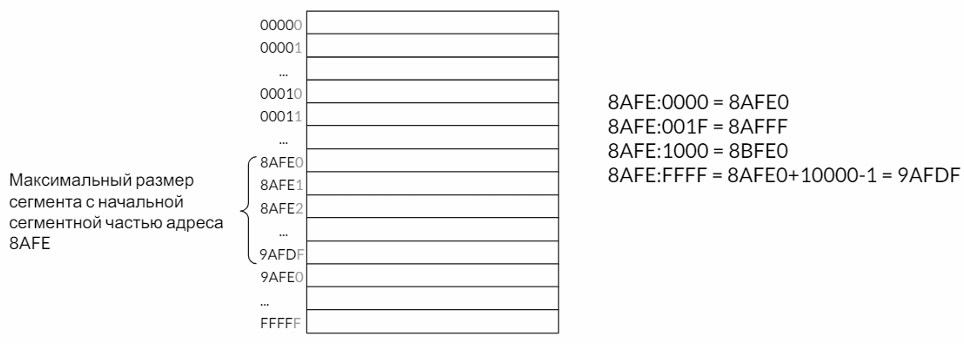 00000
00001
...
00010
00011
...
8AFE0
8AFE1
8AFE2
...
9AFDF
9AFE0
...
FFFFF
Максимальный размер
сегмента с начальной
сегментной частью адреса
8AFE
8AFE:0000 = 8AFE0
8AFE:001F = 8AFFF
8AFE:1000 = 8BFE0
8AFE:FFFF = 8AFE0+10000-1 = 9AFDF